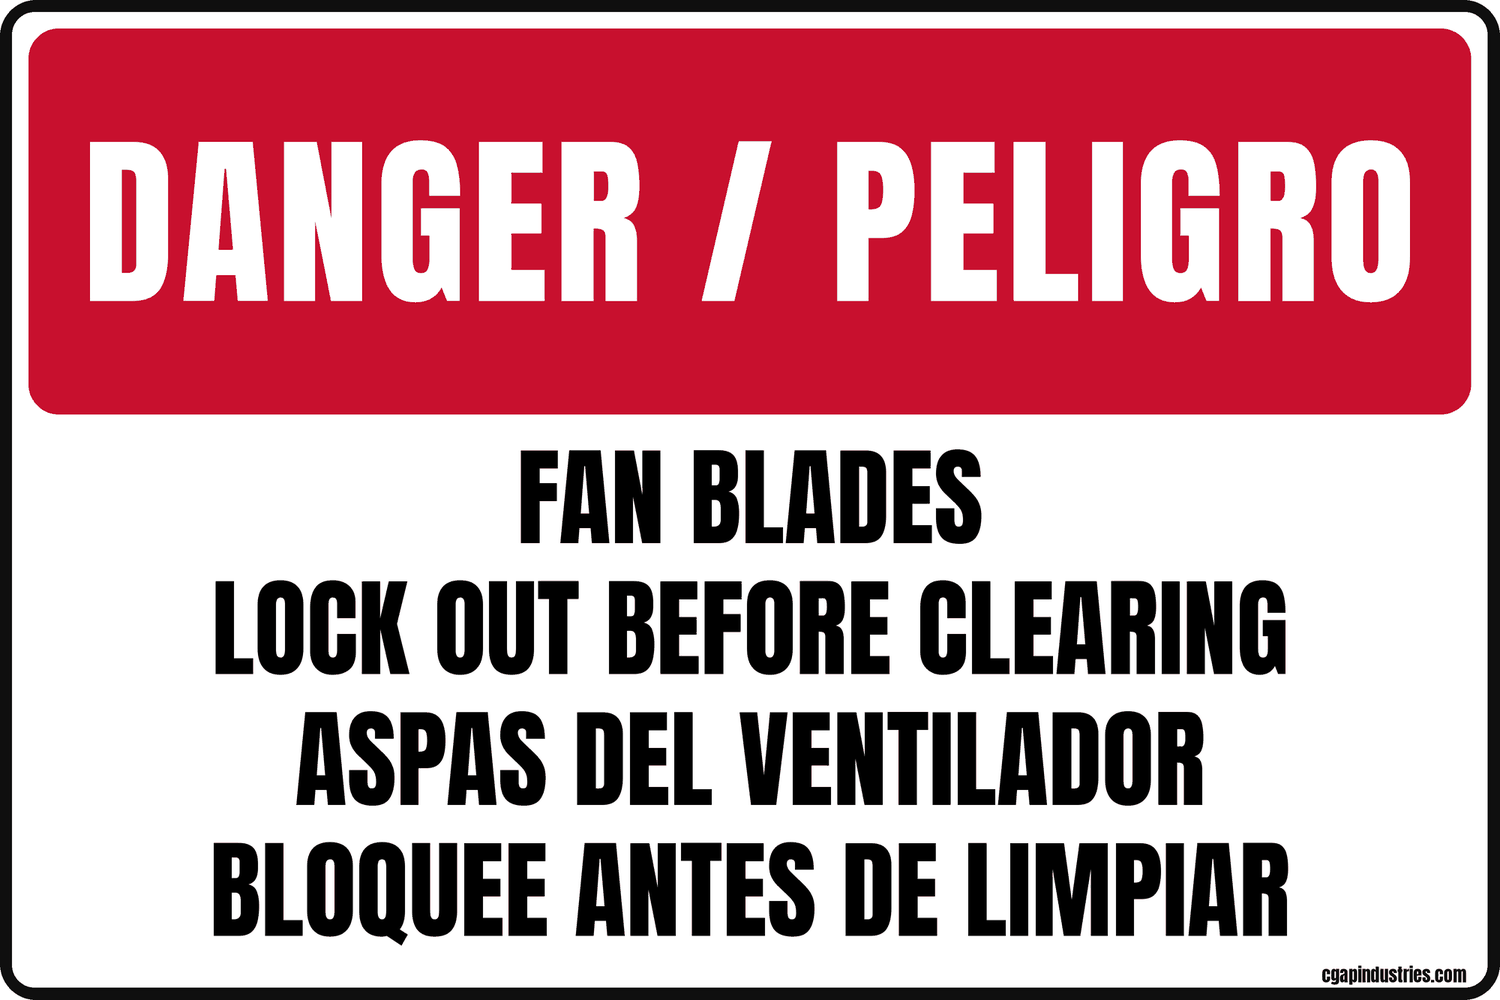 DANGER / PELIGRO
FAN BLADES
LOCK OUT BEFORE CLEARING
ASPAS DEL VENTILADOR
BLOQUEE ANTES DE LIMPIAR
cgapindustries.com